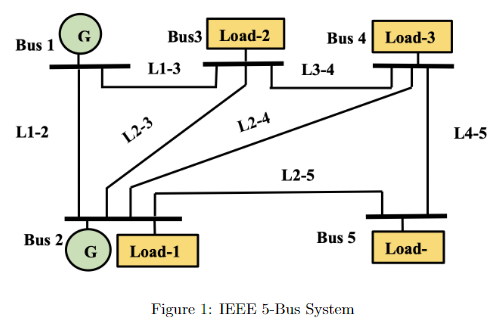 G
Bus 1
Bus3
Load-2
Bus 4
Load-3
L1-3
L3-4
L1-2
L2-3
L2-4
L4-5
L2-5
Bus 2
G
Load-1
Bus 5
Load-
Figure 1: IEEE 5-Bus System